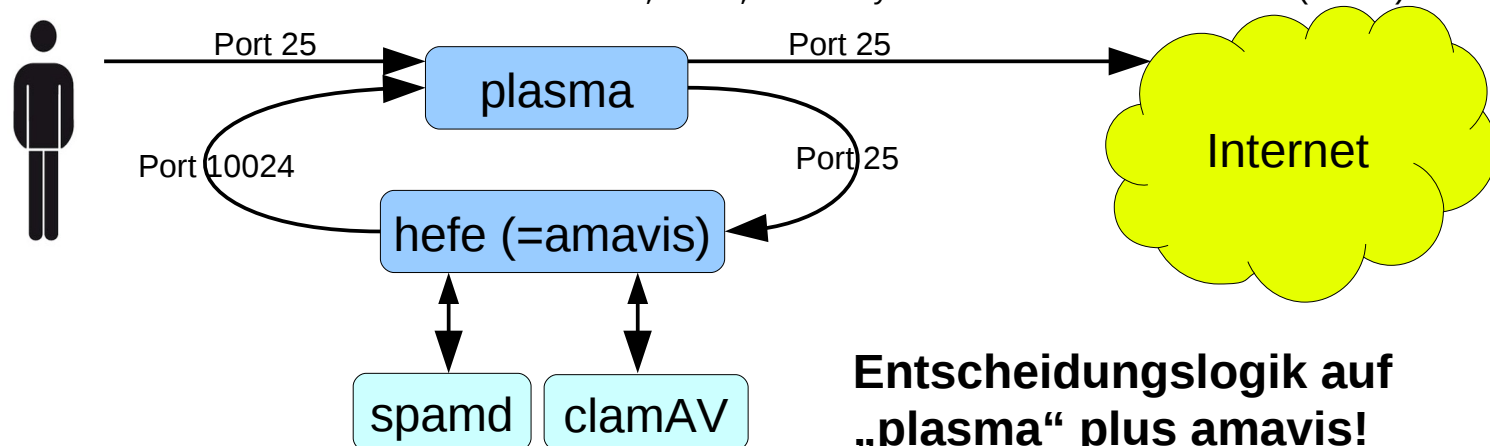 Port 25
Port 25
plasma
Internet
Port 10024
Port 25
hefe (=amavis)
spamd
clamAV
Entscheidungslogik auf
„plasma“ plus amavis!